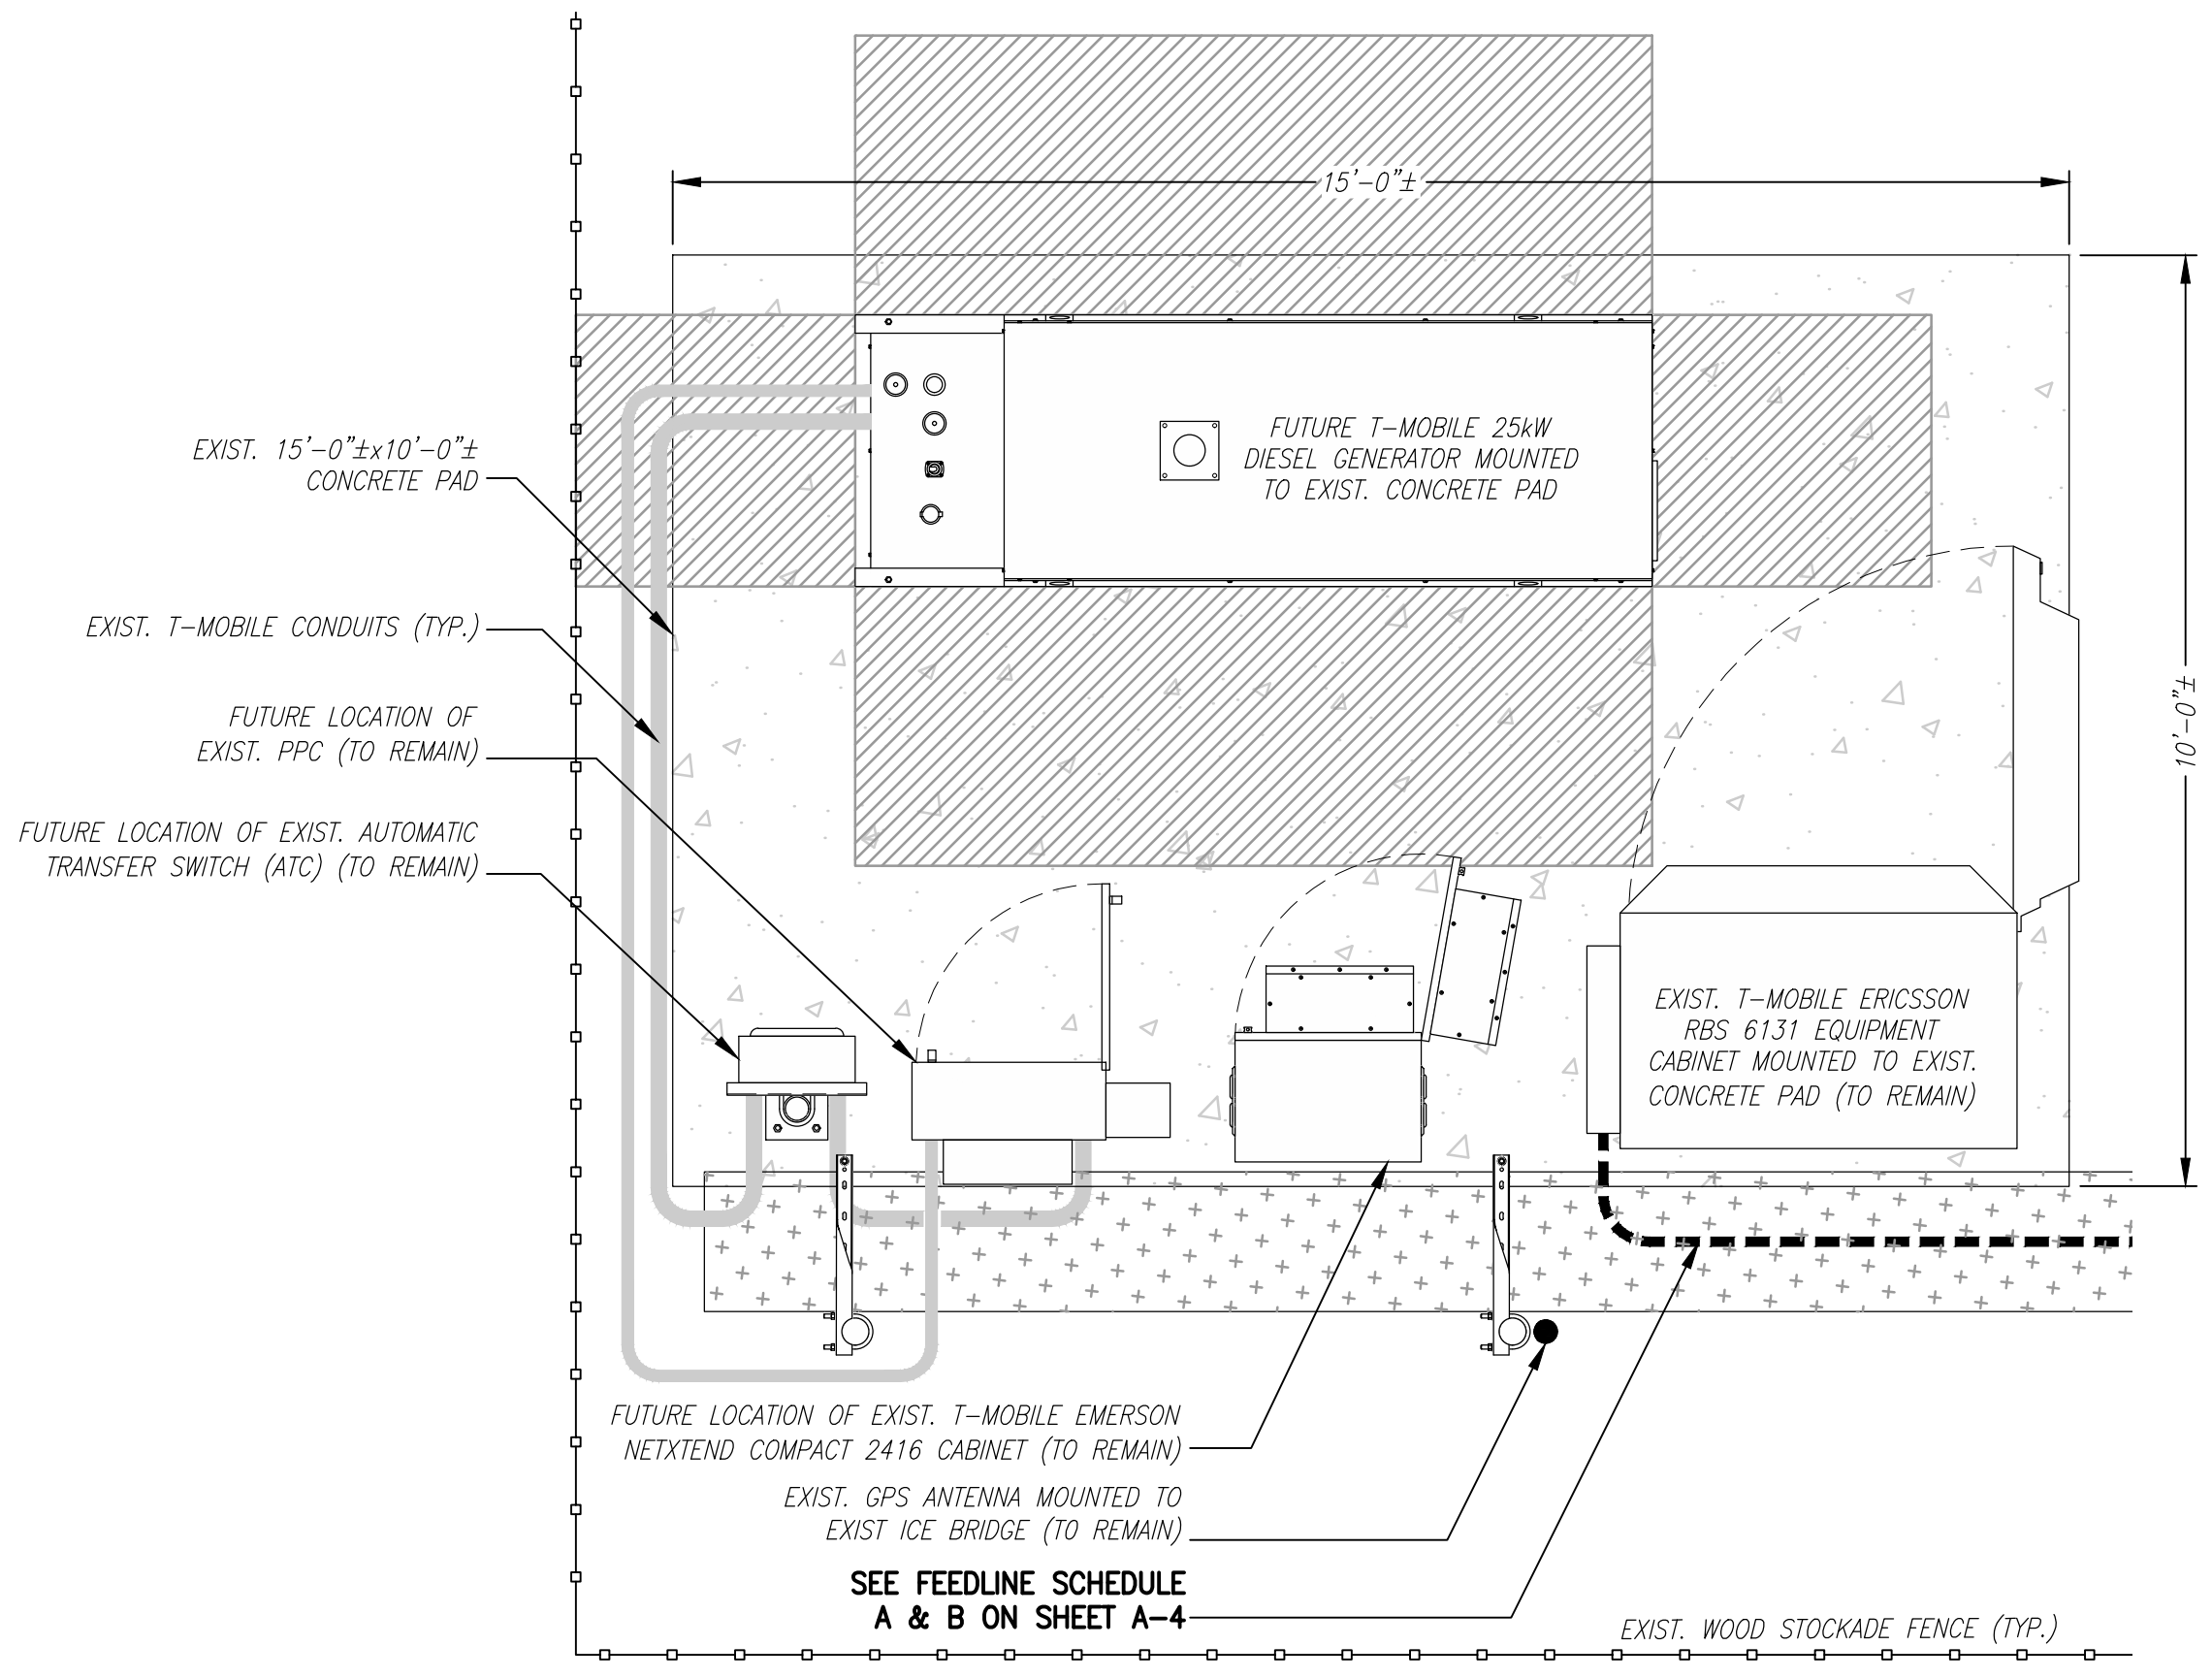 15'-0"±
FUTURE T-MOBILE 25kW
DIESEL GENERATOR MOUNTED
TO EXIST. CONCRETE PAD
EXIST. 15'-0"±x10'-0"±
CONCRETE PAD
EXIST. T-MOBILE CONDUITS (TYP.)
FUTURE LOCATION OF
EXIST. PPC (TO REMAIN)
10'-0"±
FUTURE LOCATION OF EXIST. AUTOMATIC
TRANSFER SWITCH (ATC) (TO REMAIN)
EXIST. T-MOBILE ERICSSON
RBS 6131 EQUIPMENT
CABINET MOUNTED TO EXIST.
CONCRETE PAD (TO REMAIN)
FUTURE LOCATION OF EXIST. T-MOBILE EMERSON
NETXTEND COMPACT 2416 CABINET (TO REMAIN)
EXIST. GPS ANTENNA MOUNTED TO
EXIST ICE BRIDGE (TO REMAIN)
SEE FEEDLINE SCHEDULE
A & B ON SHEET A-4
EXIST. WOOD STOCKADE FENCE (TYP.)